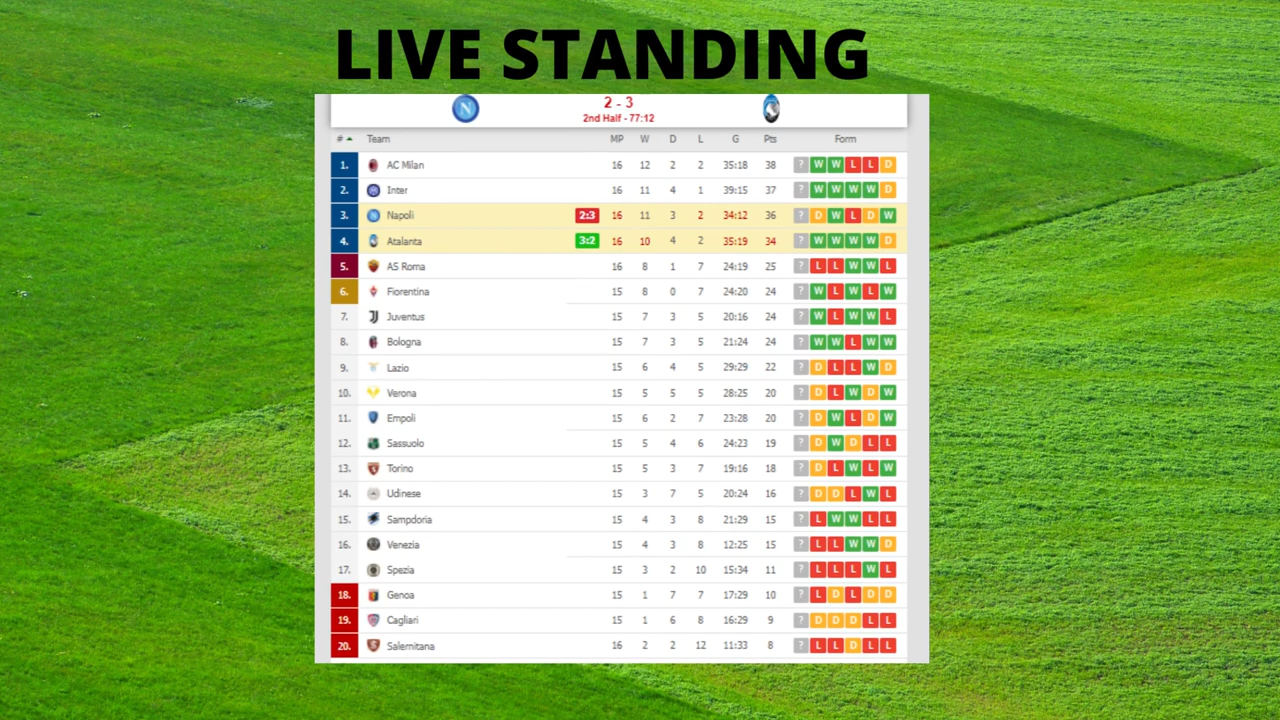 LIVE STANDING
N 2 - 3
2nd Half - 77:12
# Team MP W D L G Pts Form
1. AC Milan 16 12 2 2 35:18 38 ? W W L L D
2. Inter 16 11 4 1 39:15 37 ? W W W W D
3. Napoli 2:3 16 11 3 2 34:12 36 ? D W L D W
4. Atalanta 3:2 16 10 4 2 35:19 34 ? W W W W D
5. AS Roma 16 8 1 7 24:19 25 ? L L W W L
6. Fiorentina 15 8 0 7 24:20 24 ? W L W L W
7. Juventus 15 7 3 5 20:16 24 ? W L W W L
8. Bologna 15 7 3 5 21:24 24 ? W W L W W
9. Lazio 15 6 4 5 29:29 22 ? D L L W D
10. Verona 15 5 5 5 28:25 20 ? D L W D W
11. Empoli 15 6 2 7 23:28 20 ? D W L D W
12. Sassuolo 15 5 4 6 24:23 19 ? D W D L L
13. Torino 15 5 3 7 19:16 18 ? D L W L W
14. Udinese 15 3 7 5 20:24 16 ? D D L W L
15. Sampdoria 15 4 3 8 21:29 15 ? L W W L L
16. Venezia 15 4 3 8 12:25 15 ? L L W W D
17. Spezia 15 3 2 10 15:34 11 ? L L L W L
18. Genoa 15 1 7 7 17:29 10 ? L D L D D
19. Cagliari 15 1 6 8 16:29 9 ? D D D L L
20. Salernitana 16 2 2 12 11:33 8 ? L L D L L